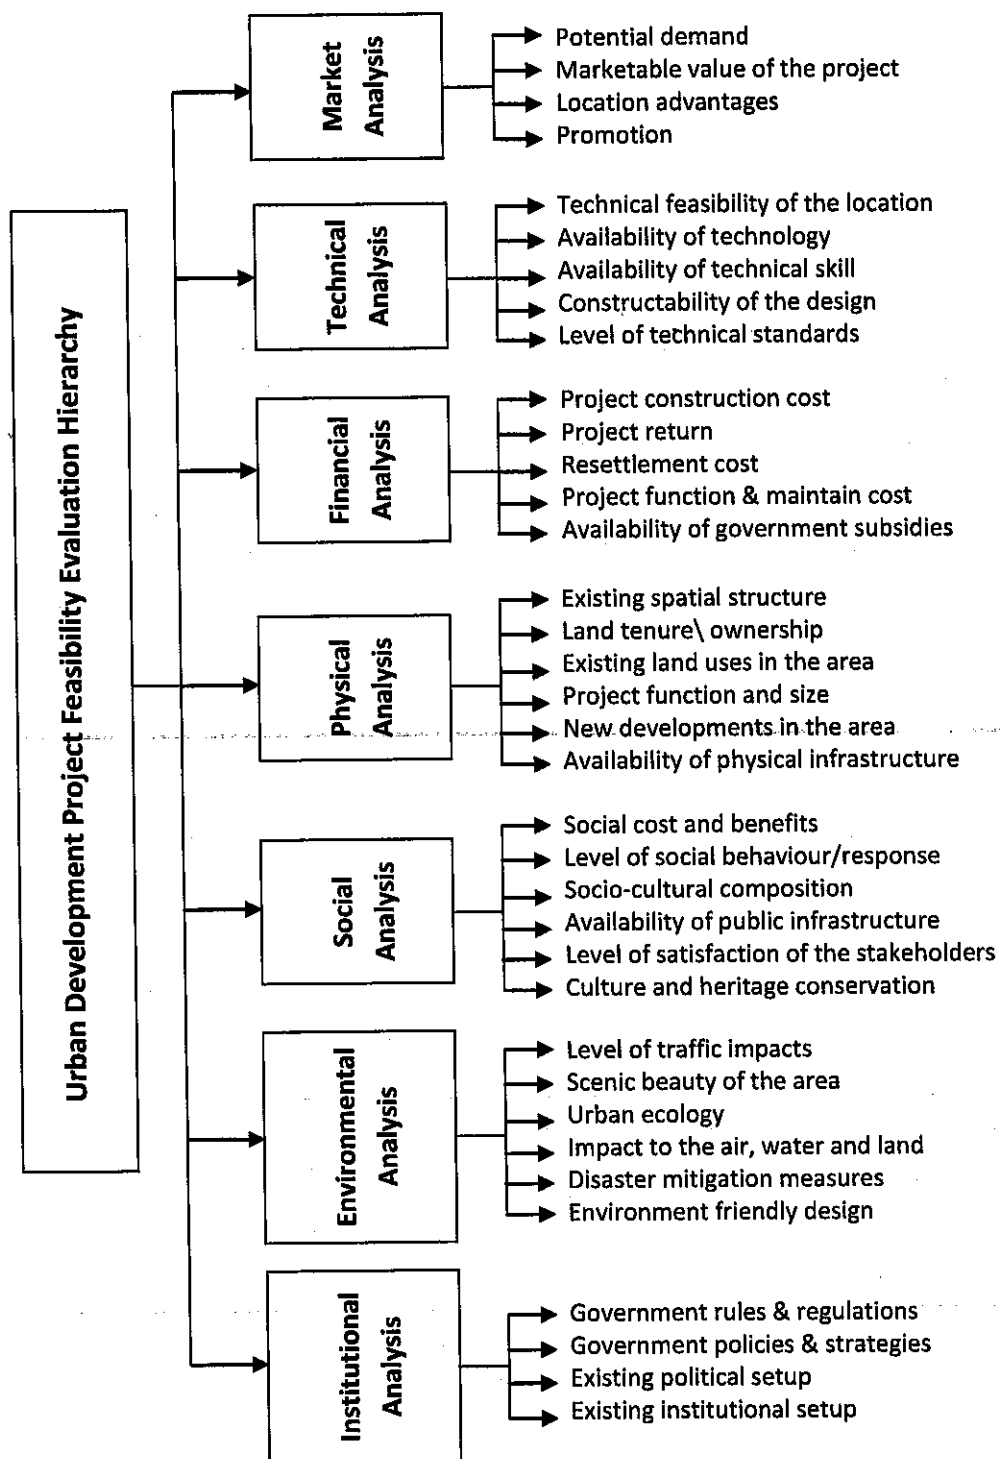 Urban Development Project Feasibility Evaluation Hierarchy
Market
Analysis
Potential demand
Marketable value of the project
Location advantages
Promotion
Technical
Analysis
Technical feasibility of the location
Availability of technology
Availability of technical skill
Constructability of the design
Level of technical standards
Financial
Analysis
Project construction cost
Project return
Resettlement cost
Project function & maintain cost
Availability of government subsidies
Physical
Analysis
Existing spatial structure
Land tenure\ ownership
Existing land uses in the area
Project function and size
New developments in the area
Availability of physical infrastructure
Social
Analysis
Social cost and benefits
Level of social behaviour/response
Socio-cultural composition
Availability of public infrastructure
Level of satisfaction of the stakeholders
Culture and heritage conservation
Environmental
Analysis
Level of traffic impacts
Scenic beauty of the area
Urban ecology
Impact to the air, water and land
Disaster mitigation measures
Environment friendly design
Institutional
Analysis
Government rules & regulations
Government policies & strategies
Existing political setup
Existing institutional setup